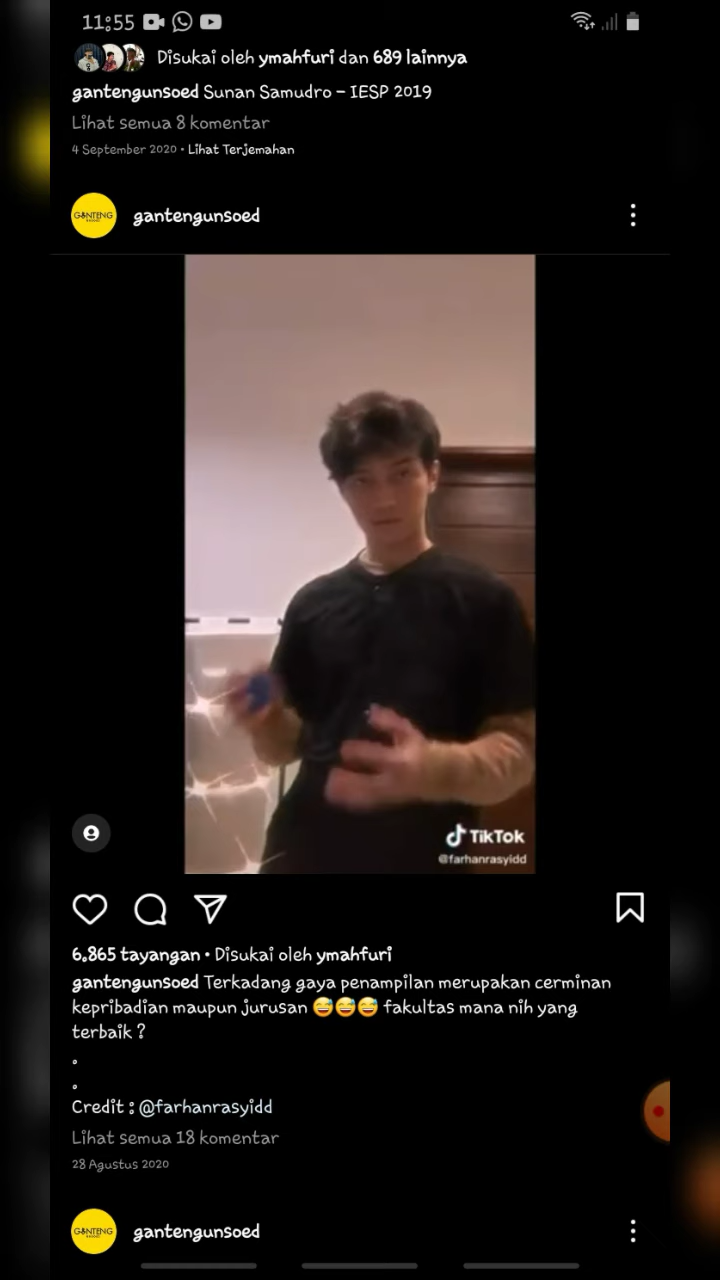 11:55
Disukai oleh ymahfuri dan 689 lainnya
gantengunsoed Sunan Samudro – IESP 2019
Lihat semua 8 komentar
4 September 2020 • Lihat Terjemahan
GANTENG
gantengunsoed
TikTok
@farhanrasyidd
6.865 tayangan • Disukai oleh ymahfuri
gantengunsoed Terkadang gaya penampilan merupakan cerminan
kepribadian maupun jurusan 😅😅😅 fakultas mana nih yang
terbaik ?
.
.
Credit : @farhanrasyidd
Lihat semua 18 komentar
28 Agustus 2020
GANTENG
gantengunsoed